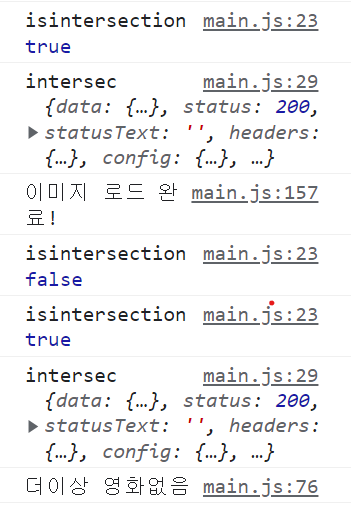 isintersection main.js:23
true
intersec main.js:29
{data: {…}, status: 200,
▶ statusText: '', headers:
{…}, config: {…}, …}
이미지 로드 완 main.js:157
료!
isintersection main.js:23
false
isintersection main.js:23
true
intersec main.js:29
{data: {…}, status: 200,
▶ statusText: '', headers:
{…}, config: {…}, …}
더이상 영화없음 main.js:76